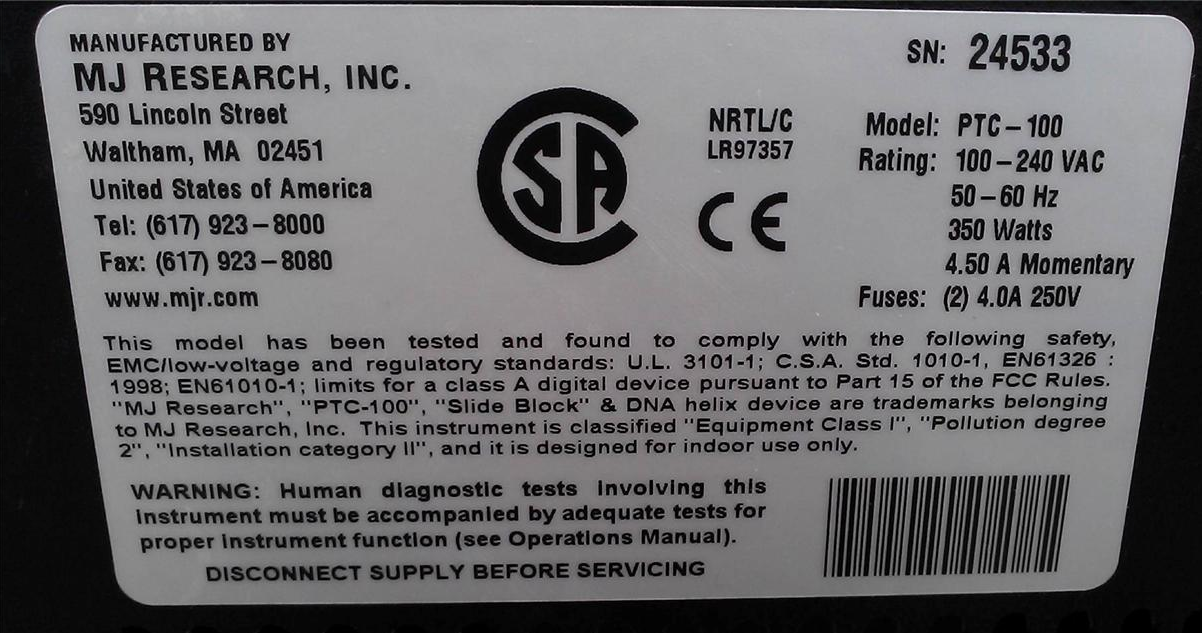 MANUFACTURED BY
MJ RESEARCH, INC.
590 Lincoln Street
Waltham, MA 02451
United States of America
Tel: (617) 923-8000
Fax: (617) 923-8080
www.mjr.com
CSA
NRTL/C
LR97357
CE
SN: 24533
Model: PTC-100
Rating: 100-240 VAC
50-60 Hz
350 Watts
4.50 A Momentary
Fuses: (2) 4.0A 250V
This model has been tested and found to comply with the following safety,
EMC/low-voltage and regulatory standards: U.L. 3101-1; C.S.A. Std. 1010-1, EN61326 :
1998; EN61010-1; limits for a class A digital device pursuant to Part 15 of the FCC Rules.
"MJ Research", "PTC-100", "Slide Block" & DNA helix device are trademarks belonging
to MJ Research, Inc. This instrument is classified "Equipment Class I", "Pollution degree
2", "Installation category II", and it is designed for indoor use only.
WARNING: Human diagnostic tests involving this
instrument must be accompanied by adequate tests for
proper instrument function (see Operations Manual).
DISCONNECT SUPPLY BEFORE SERVICING